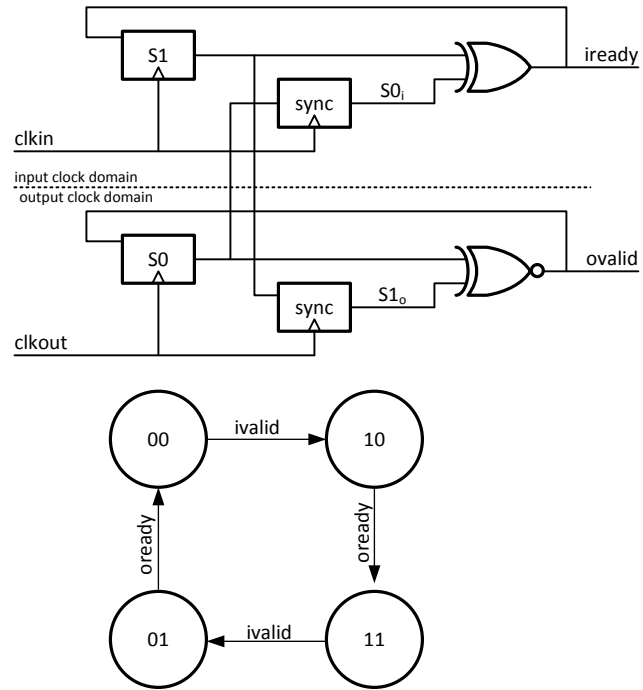 S1
iready
sync
S0i
clkin
input clock domain
output clock domain
S0
ovalid
sync
S1o
clkout
00
ivalid
10
oready
oready
01
ivalid
11